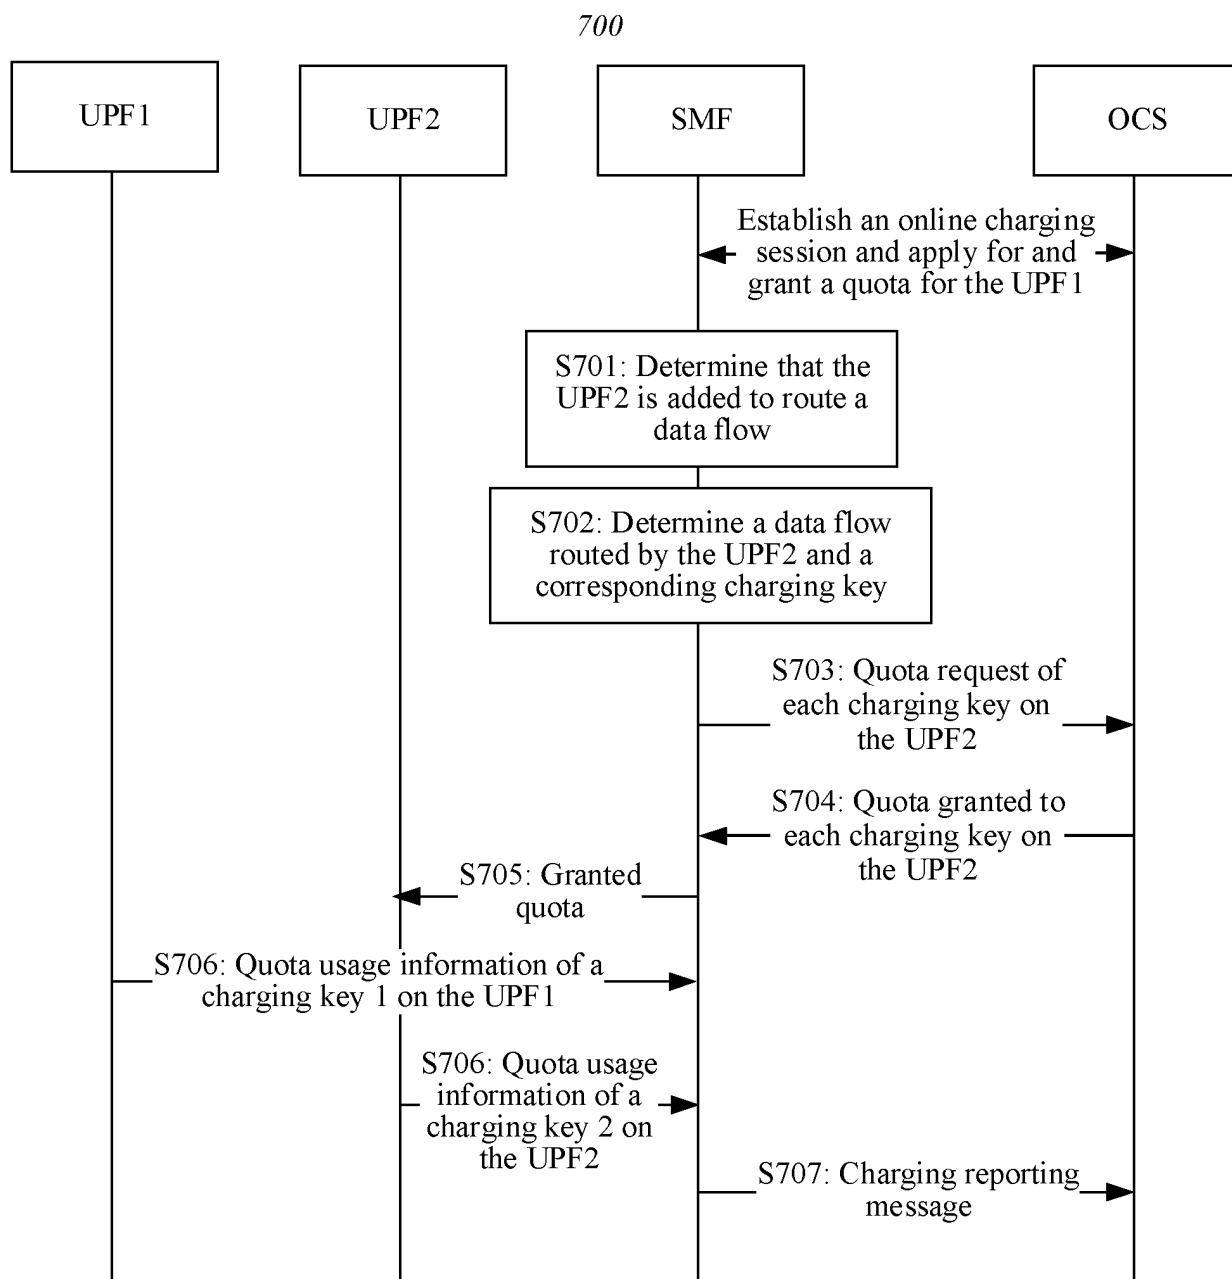 700
UPF1
UPF2
SMF
OCS
Establish an online charging
session and apply for and
grant a quota for the UPF1
S701: Determine that the
UPF2 is added to route a
data flow
S702: Determine a data flow
routed by the UPF2 and a
corresponding charging key
S703: Quota request of
each charging key on
the UPF2
S704: Quota granted to
each charging key on
the UPF2
S705: Granted
quota
S706: Quota usage information of a
charging key 1 on the UPF1
S706: Quota usage
information of a
charging key 2 on
the UPF2
S707: Charging reporting
message